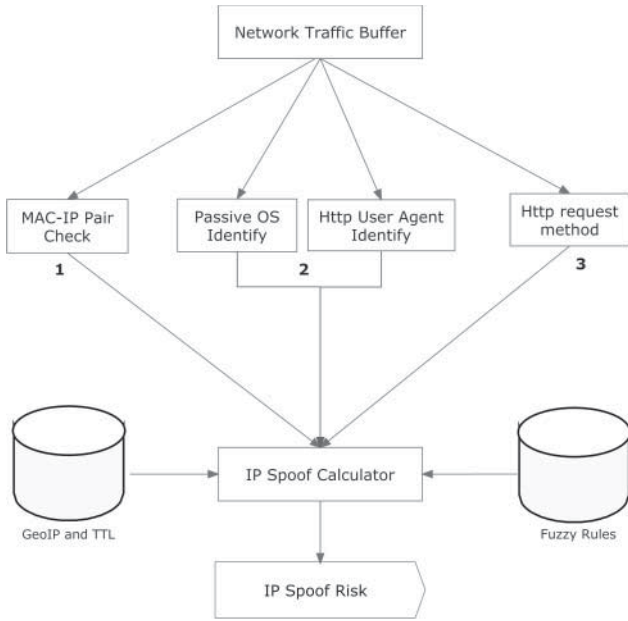 Network Traffic Buffer
MAC-IP Pair
Check
Passive OS
Identify
Http User Agent
Identify
Http request
method
1
2
3
IP Spoof Calculator
GeoIP and TTL
Fuzzy Rules
IP Spoof Risk